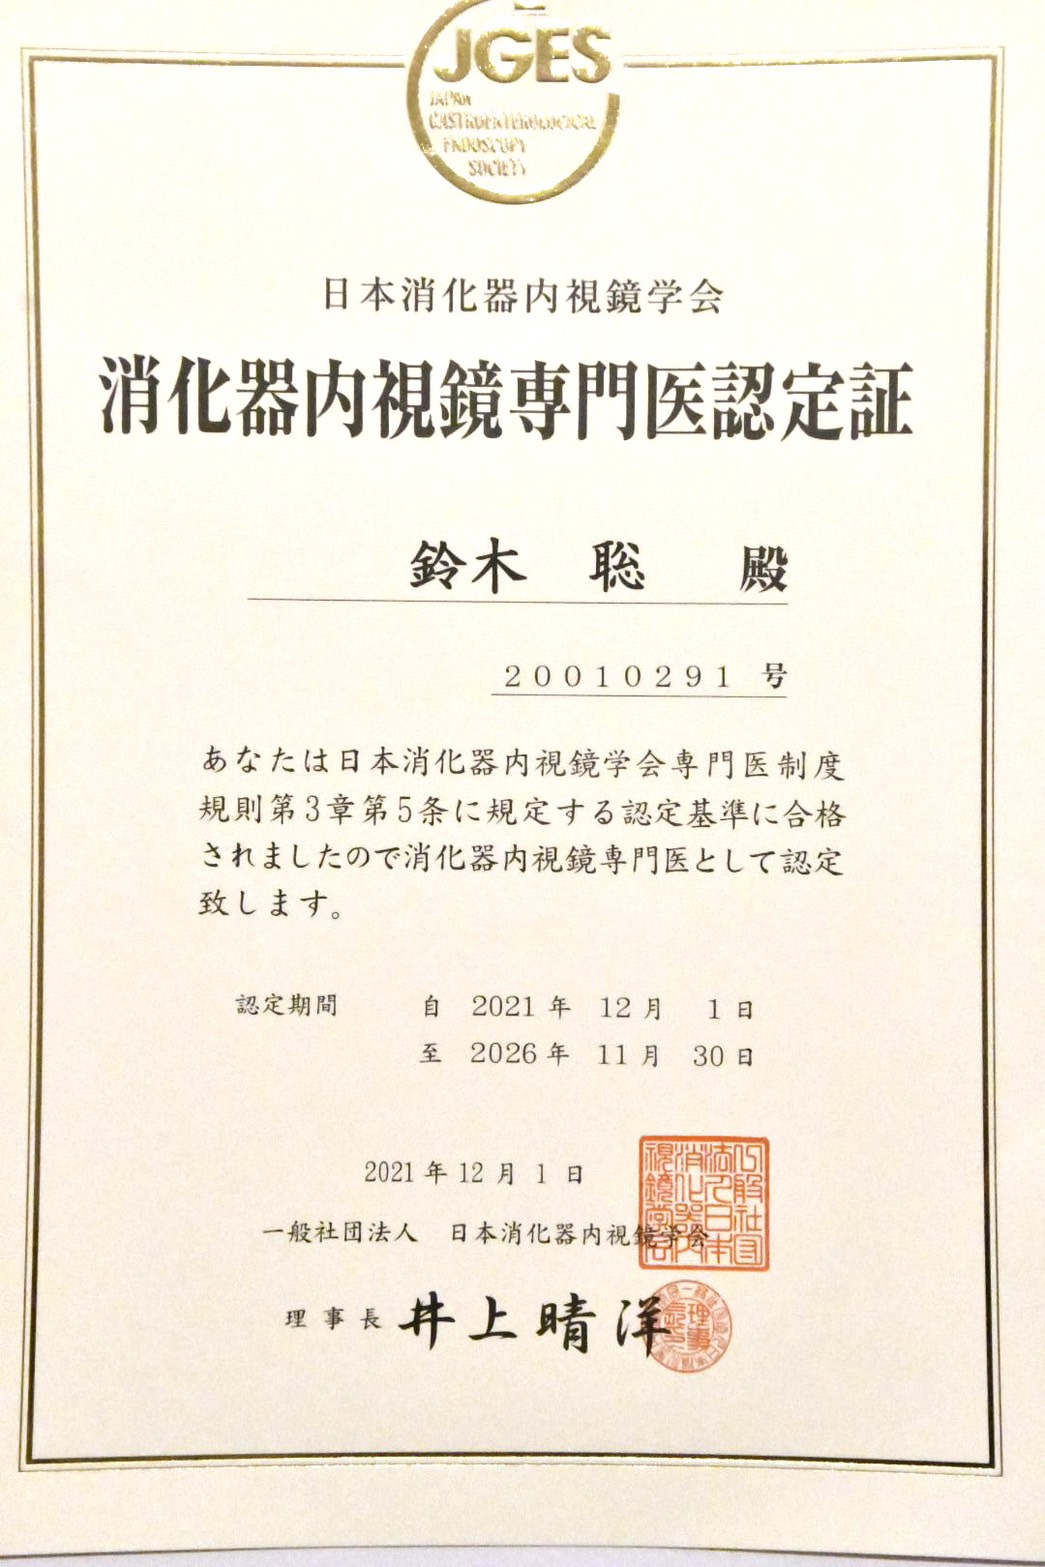 JGES
JAPAN
GASTROENTEROLOGICAL
ENDOSCOPY
SOCIETY
日本消化器内視鏡学会
消化器内視鏡専門医認定証
鈴木 聡 殿
20010291 号
あなたは日本消化器内視鏡学会専門医制度
規則第3章第5条に規定する認定基準に合格
されましたので消化器内視鏡専門医として認定
致します。
認定期間 自 2021 年 12 月 1 日
至 2026 年 11 月 30 日
2021 年 12 月 1 日
一般社団法人 日本消化器内視鏡学会
理事長 井上晴洋